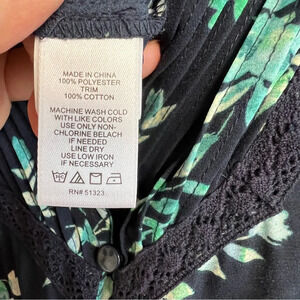 MADE IN CHINA
100% POLYESTER
TRIM
100% COTTON
MACHINE WASH COLD
WITH LIKE COLORS
USE ONLY NON-
CHLORINE BELACH
IF NEEDED
LINE DRY
USE LOW IRON
IF NECESSARY
RN# 51323